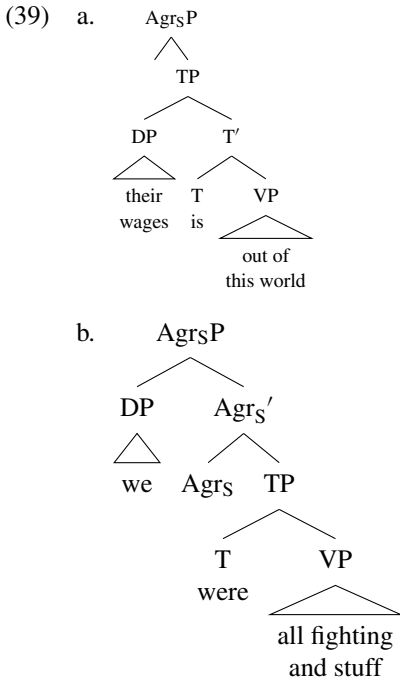 (39) a. AgrSP
TP
DP T′
their T VP
wages is
out of
this world
b. AgrSP
DP AgrS′
we AgrS TP
T VP
were
all fighting
and stuff